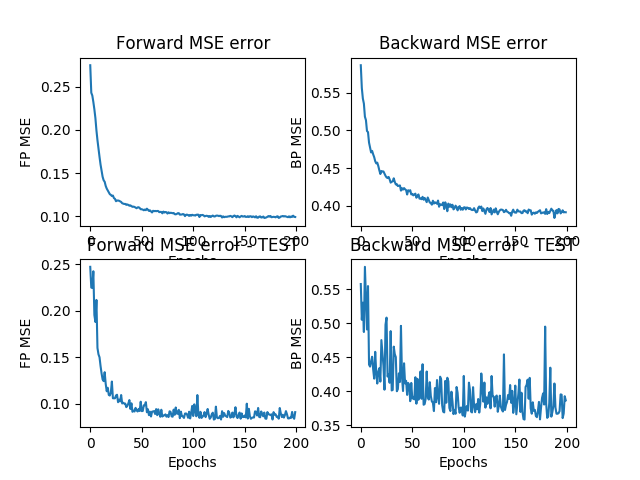 Forward MSE error
Backward MSE error
FP MSE
0.25
0.20
0.15
0.10
0 50 100 150 200
BP MSE
0.55
0.50
0.45
0.40
0 50 100 150 200
Epochs
Epochs
Forward MSE error - TEST
Backward MSE error - TEST
FP MSE
0.25
0.20
0.15
0.10
0 50 100 150 200
Epochs
BP MSE
0.55
0.50
0.45
0.40
0.35
0 50 100 150 200
Epochs